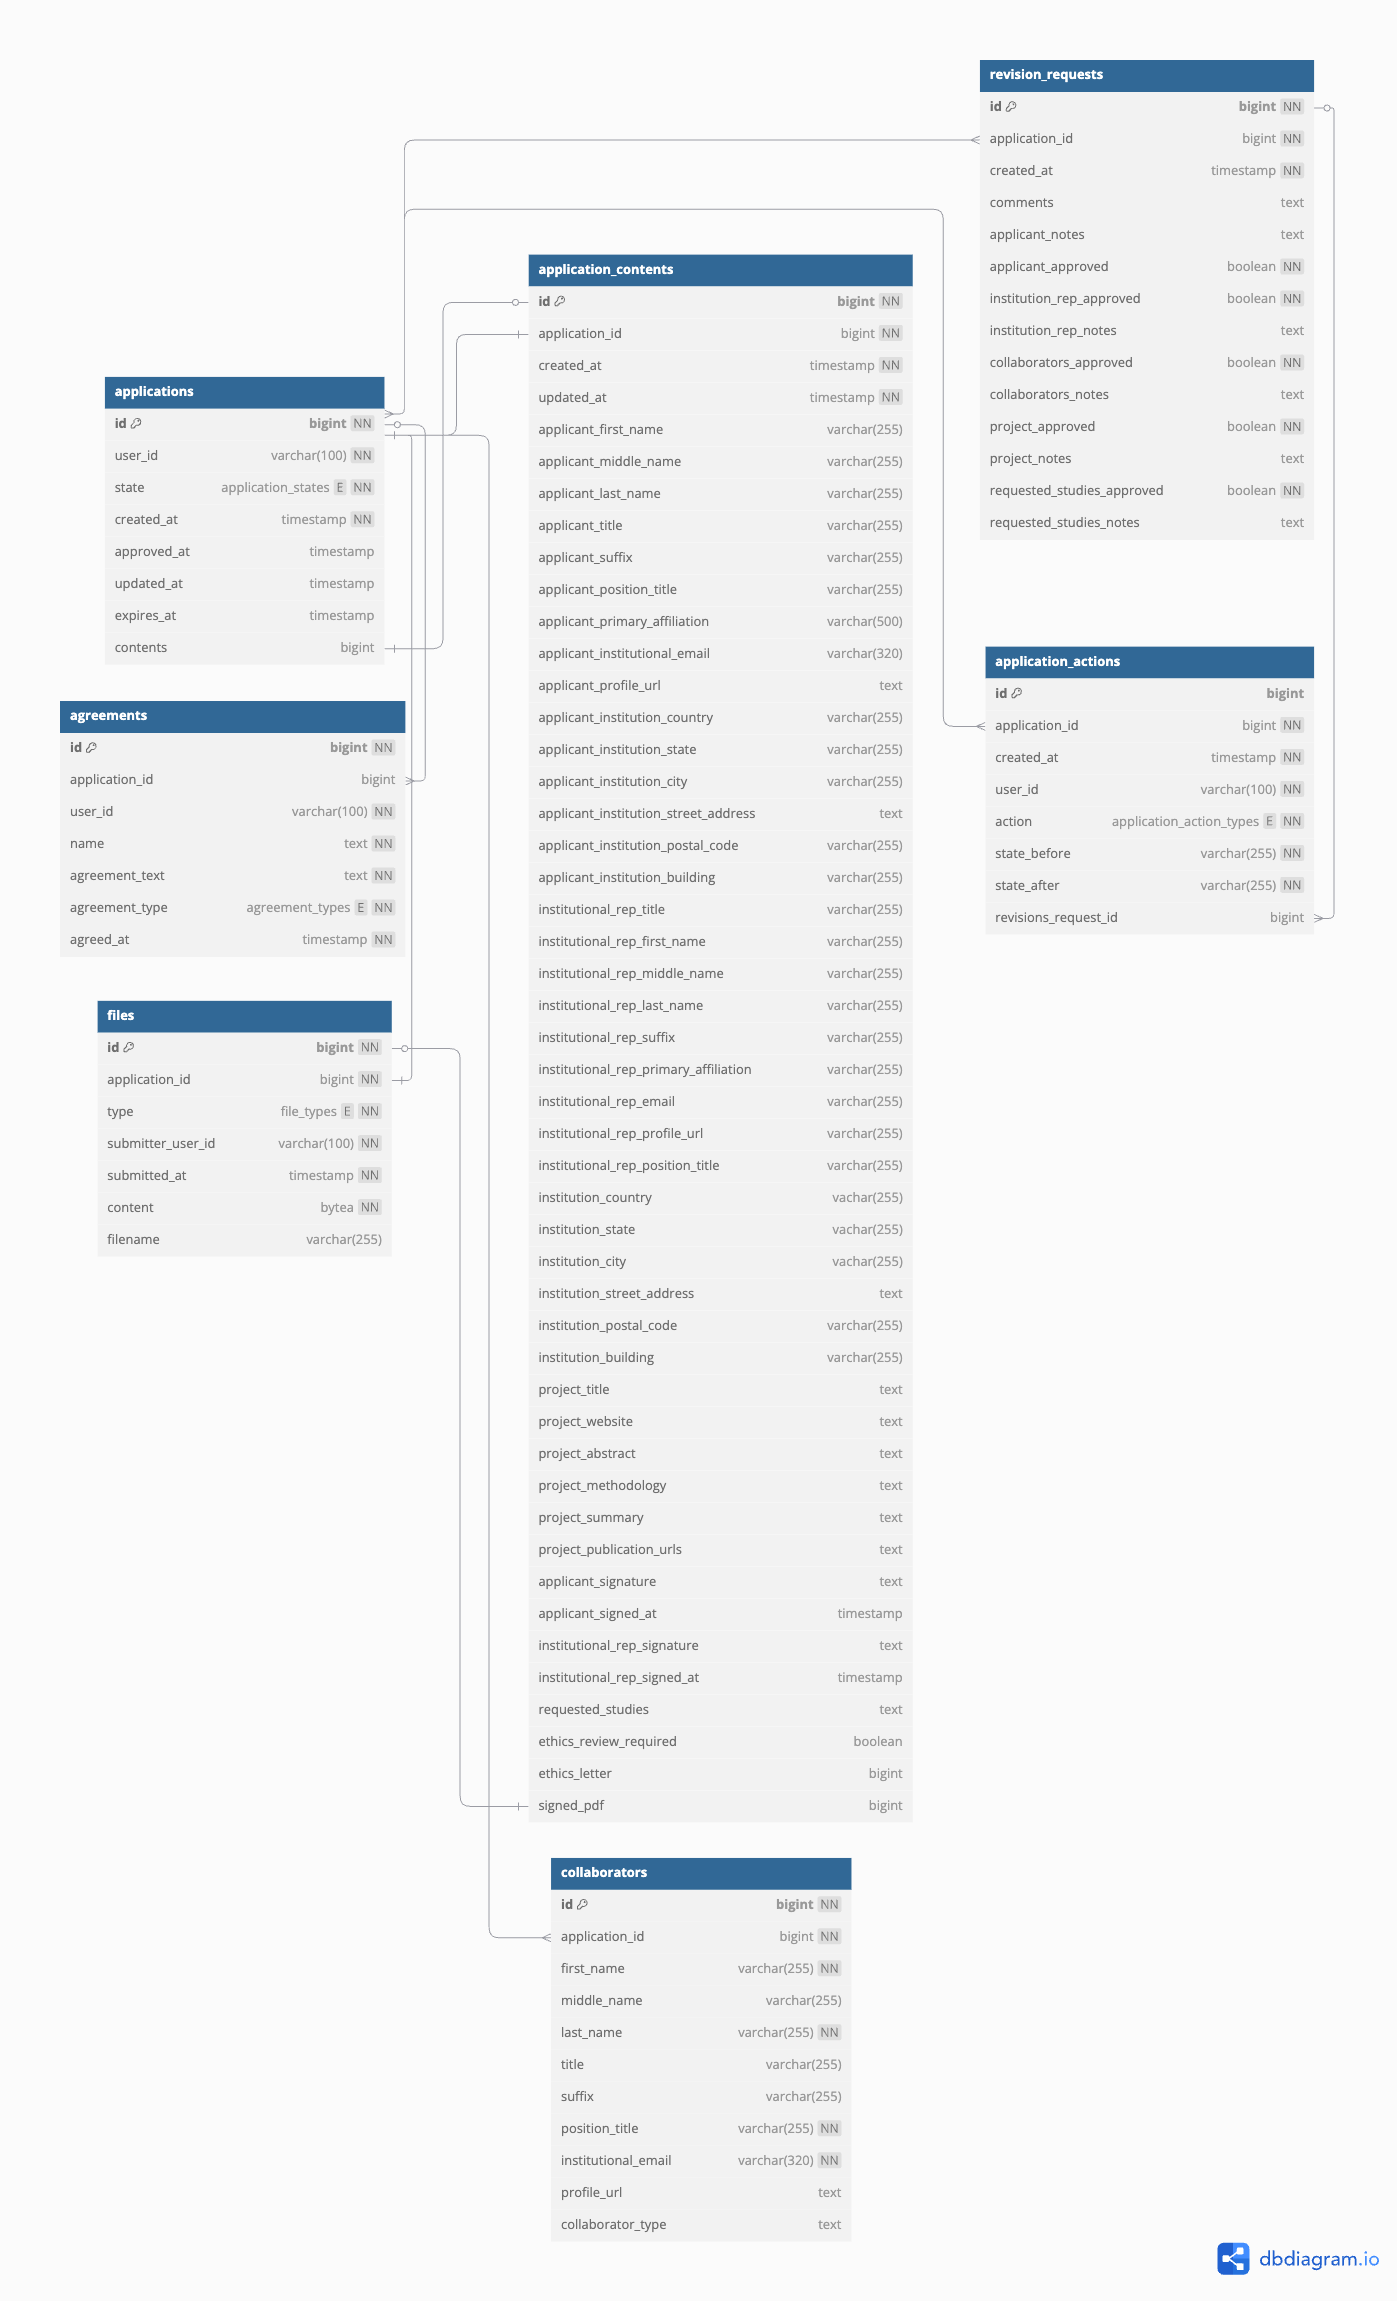 revision_requests
id bigint NN
application_id bigint NN
created_at timestamp NN
comments text
applicant_notes text
applicant_approved boolean NN
institution_rep_approved boolean NN
institution_rep_notes text
collaborators_approved boolean NN
collaborators_notes text
project_approved boolean NN
project_notes text
requested_studies_approved boolean NN
requested_studies_notes text
application_contents
id bigint NN
application_id bigint NN
created_at timestamp NN
updated_at timestamp NN
applicant_first_name varchar(255)
applicant_middle_name varchar(255)
applicant_last_name varchar(255)
applicant_title varchar(255)
applicant_suffix varchar(255)
applicant_position_title varchar(255)
applicant_primary_affiliation varchar(500)
applicant_institutional_email varchar(320)
applicant_profile_url text
applicant_institution_country varchar(255)
applicant_institution_state varchar(255)
applicant_institution_city varchar(255)
applicant_institution_street_address text
applicant_institution_postal_code varchar(255)
applicant_institution_building varchar(255)
institutional_rep_title varchar(255)
institutional_rep_first_name varchar(255)
institutional_rep_middle_name varchar(255)
institutional_rep_last_name varchar(255)
institutional_rep_suffix varchar(255)
institutional_rep_primary_affiliation varchar(255)
institutional_rep_email varchar(255)
institutional_rep_profile_url varchar(255)
institutional_rep_position_title varchar(255)
institution_country vachar(255)
institution_state vachar(255)
institution_city vachar(255)
institution_street_address text
institution_postal_code varchar(255)
institution_building varchar(255)
project_title text
project_website text
project_abstract text
project_methodology text
project_summary text
project_publication_urls text
applicant_signature text
applicant_signed_at timestamp
institutional_rep_signature text
institutional_rep_signed_at timestamp
requested_studies text
ethics_review_required boolean
ethics_letter bigint
signed_pdf bigint
applications
id bigint NN
user_id varchar(100) NN
state application_states E NN
created_at timestamp NN
approved_at timestamp
updated_at timestamp
expires_at timestamp
contents bigint
agreements
id bigint NN
application_id bigint
user_id varchar(100) NN
name text NN
agreement_text text NN
agreement_type agreement_types E NN
agreed_at timestamp NN
files
id bigint NN
application_id bigint NN
type file_types E NN
submitter_user_id varchar(100) NN
submitted_at timestamp NN
content bytea NN
filename varchar(255)
application_actions
id bigint
application_id bigint NN
created_at timestamp NN
user_id varchar(100) NN
action application_action_types E NN
state_before varchar(255) NN
state_after varchar(255) NN
revisions_request_id bigint
collaborators
id bigint NN
application_id bigint NN
first_name varchar(255) NN
middle_name varchar(255)
last_name varchar(255) NN
title varchar(255)
suffix varchar(255)
position_title varchar(255) NN
institutional_email varchar(320) NN
profile_url text
collaborator_type text
dbdiagram.io